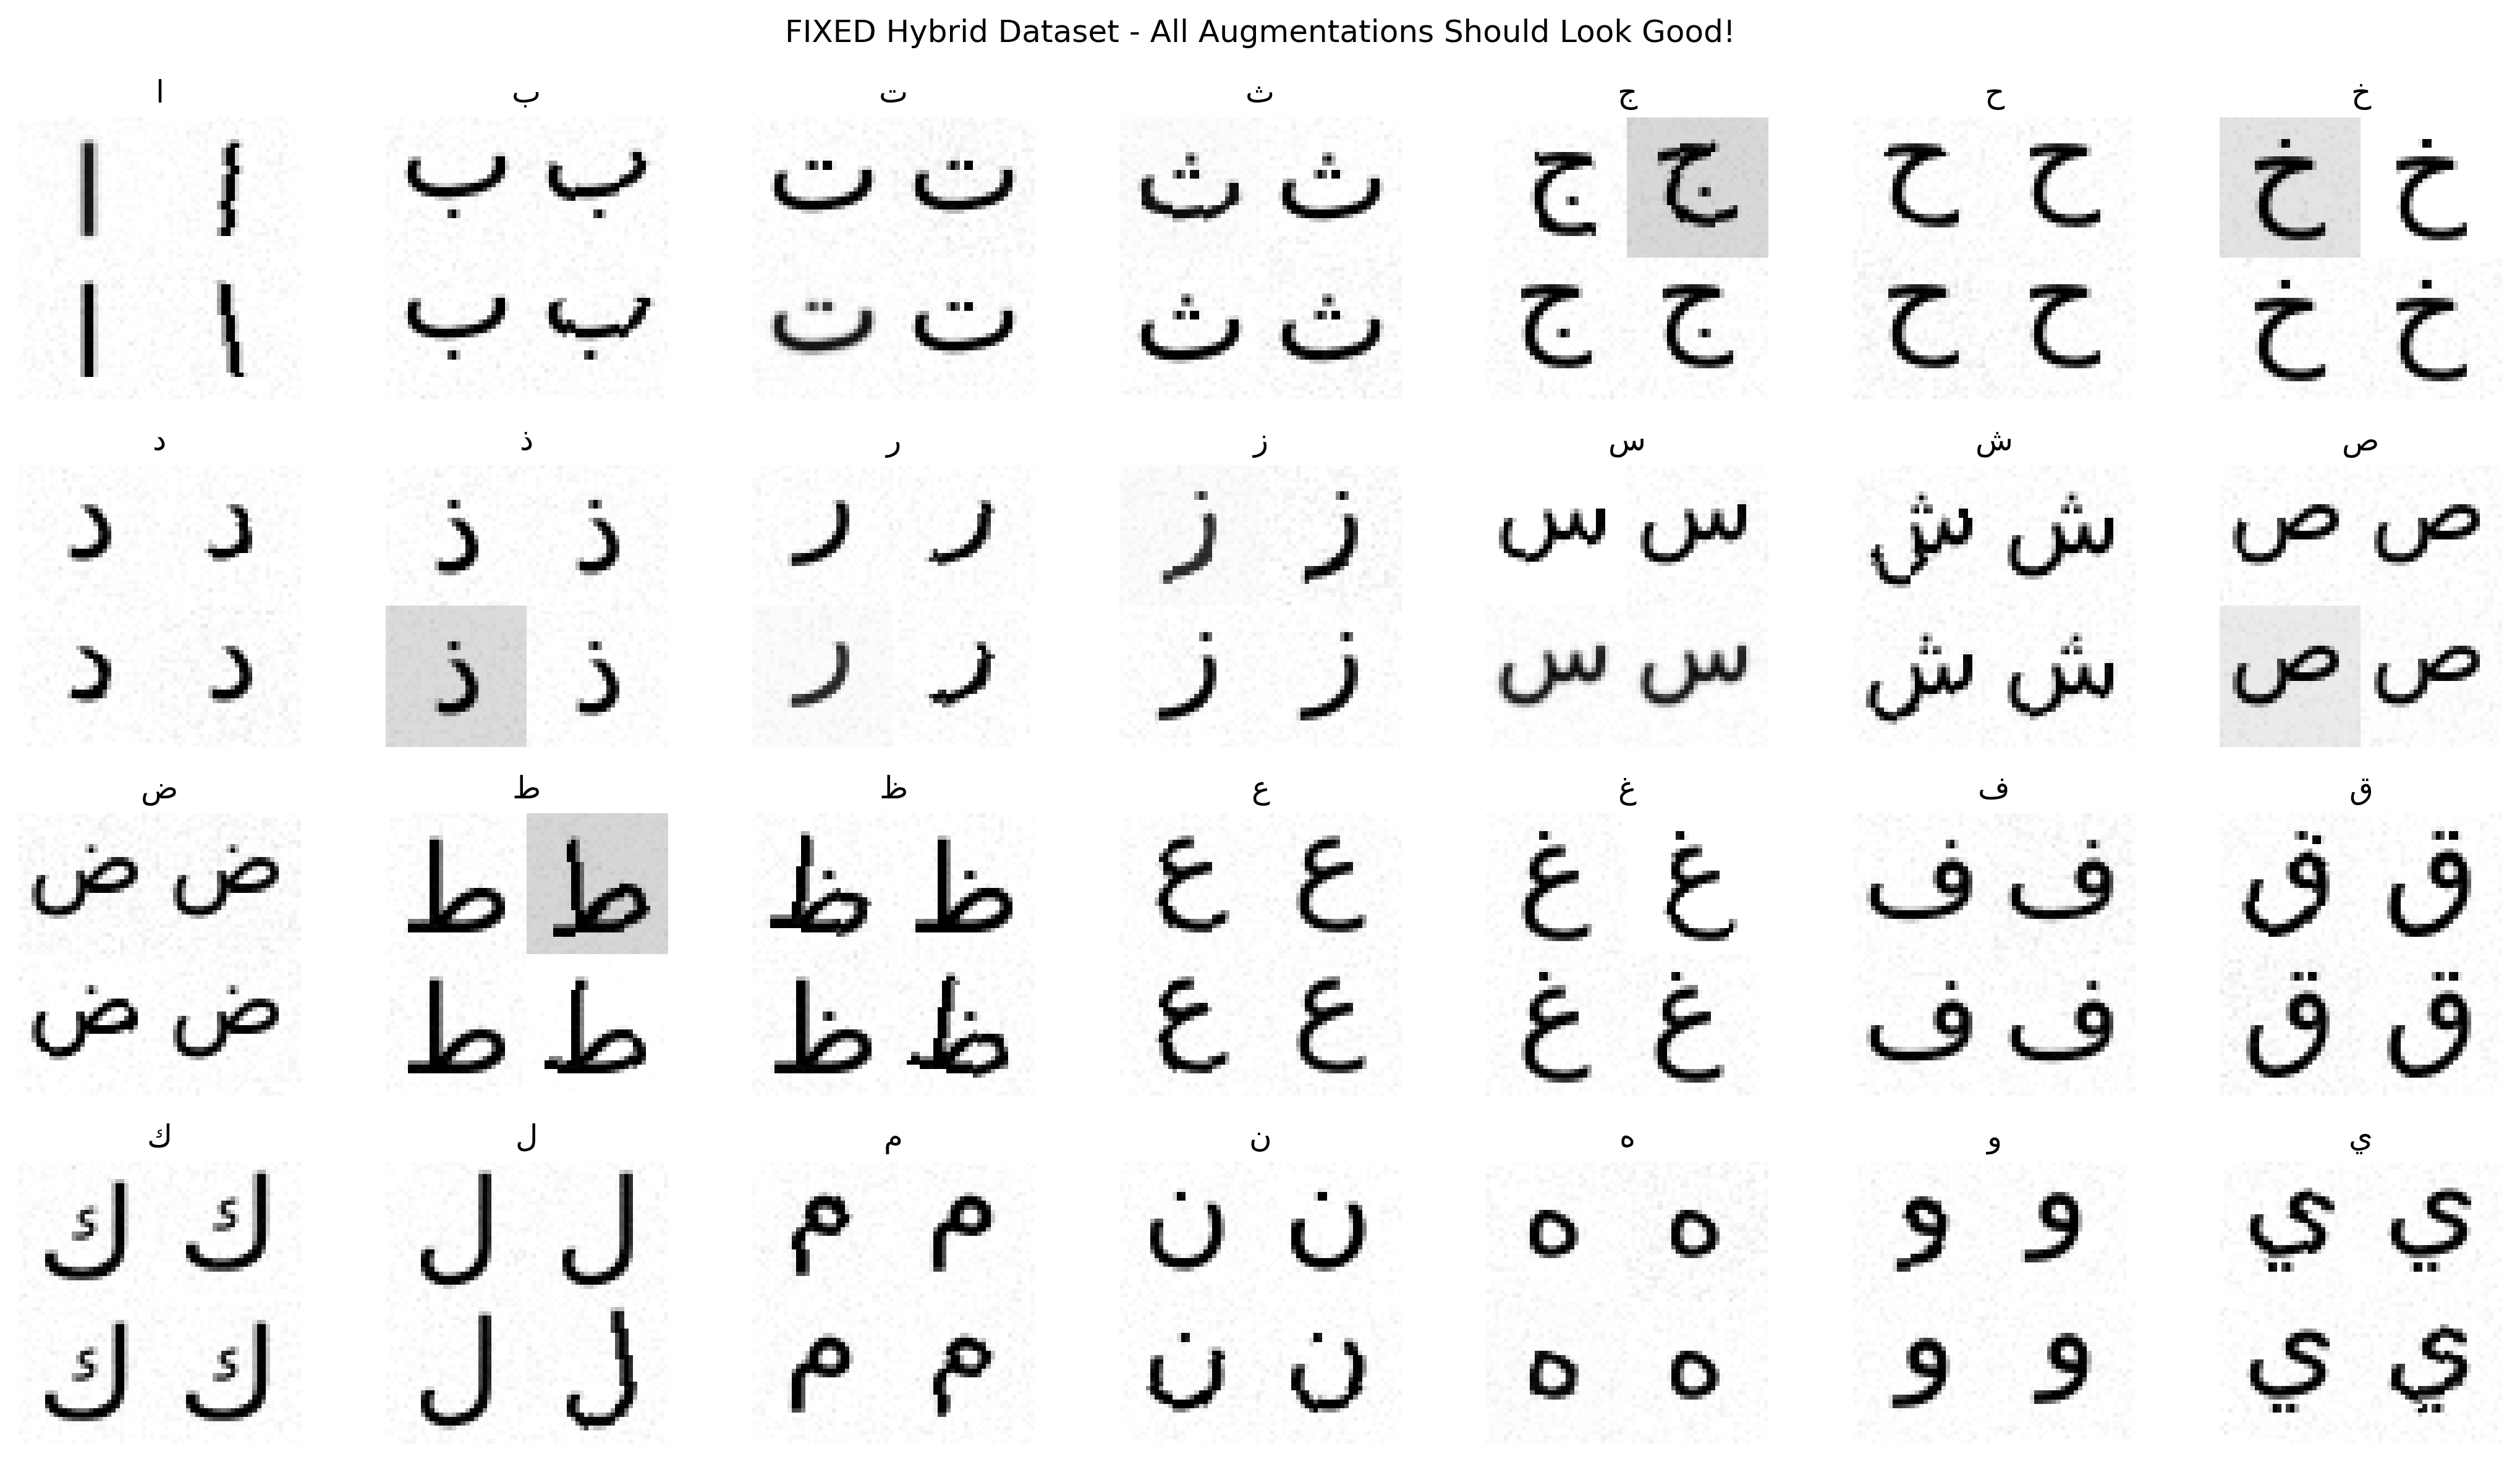 FIXED Hybrid Dataset - All Augmentations Should Look Good!
ا ب ت ث ج ح خ
ا ا ب ب ت ت ث ث ج ج ح ح خ خ
ا ا ب ب ت ت ث ث ج ج ح ح خ خ
د ذ ر ز س ش ص
د د ذ ذ ر ر ز ز س س ش ش ص ص
د د ذ ذ ر ر ز ز س س ش ش ص ص
ض ط ظ ع غ ف ق
ض ض ط ط ظ ظ ع ع غ غ ف ف ق ق
ض ض ط ط ظ ظ ع ع غ غ ف ف ق ق
ك ل م ن ه و ي
ك ك ل ل م م ن ن ه ه و و ي ي
ك ك ل ل م م ن ن ه ه و و ي ي